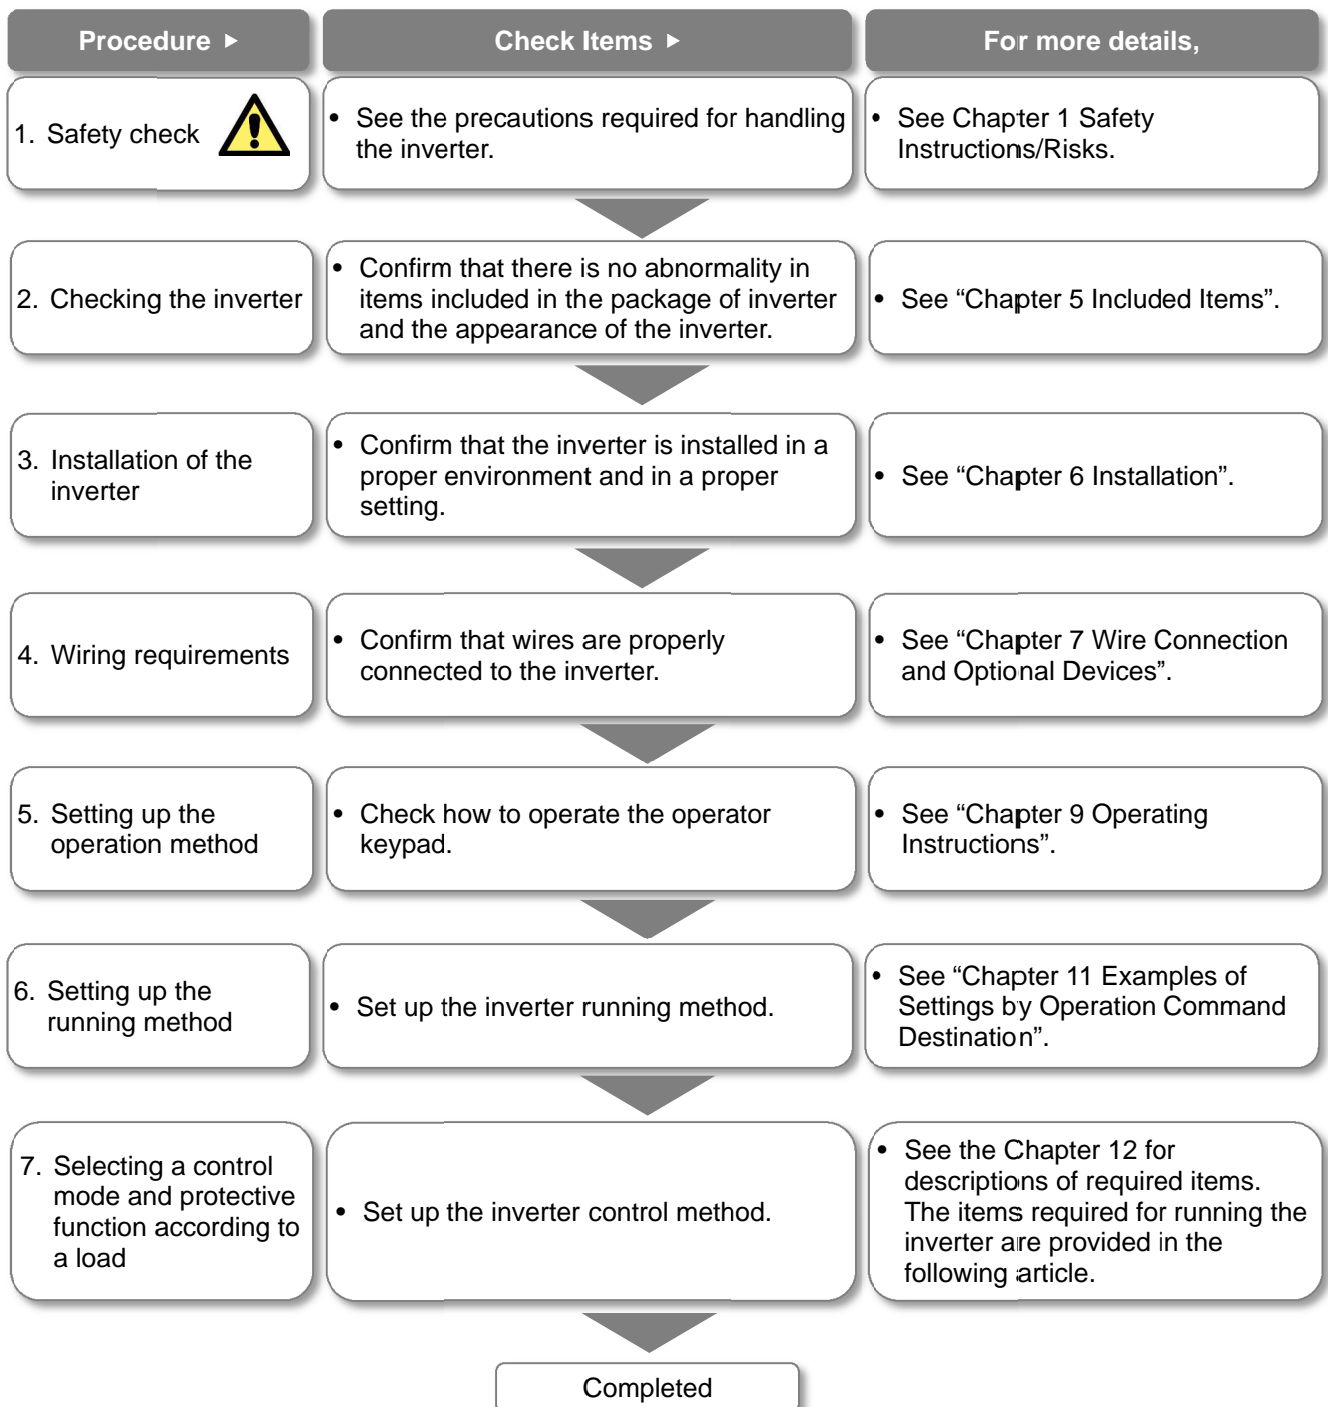 Procedure ▶
Check Items ▶
For more details,
1. Safety check
• See the precautions required for handling
the inverter.
• See Chapter 1 Safety
Instructions/Risks.
2. Checking the inverter
• Confirm that there is no abnormality in
items included in the package of inverter
and the appearance of the inverter.
• See “Chapter 5 Included Items”.
3. Installation of the
inverter
• Confirm that the inverter is installed in a
proper environment and in a proper
setting.
• See “Chapter 6 Installation”.
4. Wiring requirements
• Confirm that wires are properly
connected to the inverter.
• See “Chapter 7 Wire Connection
and Optional Devices”.
5. Setting up the
operation method
• Check how to operate the operator
keypad.
• See “Chapter 9 Operating
Instructions”.
6. Setting up the
running method
• Set up the inverter running method.
• See “Chapter 11 Examples of
Settings by Operation Command
Destination”.
7. Selecting a control
mode and protective
function according to
a load
• Set up the inverter control method.
• See the Chapter 12 for
descriptions of required items.
The items required for running the
inverter are provided in the
following article.
Completed